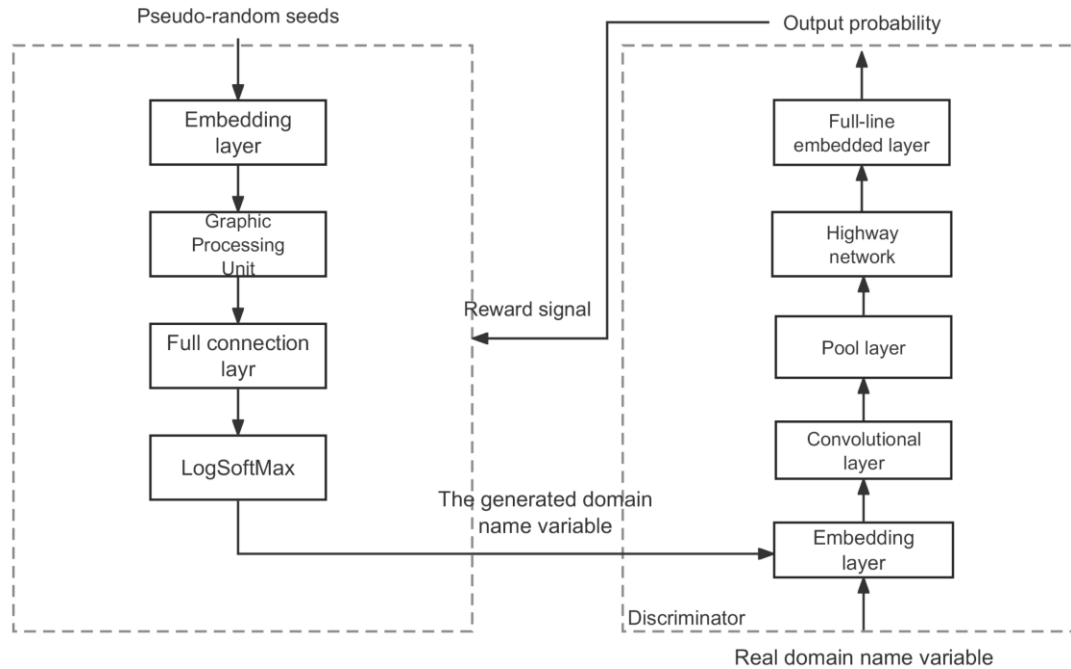 Pseudo-random seeds
Embedding
layer
Graphic
Processing
Unit
Full connection
layr
LogSoftMax
The generated domain
name variable
Reward signal
Output probability
Full-line
embedded layer
Highway
network
Pool layer
Convolutional
layer
Embedding
layer
Discriminator
Real domain name variable